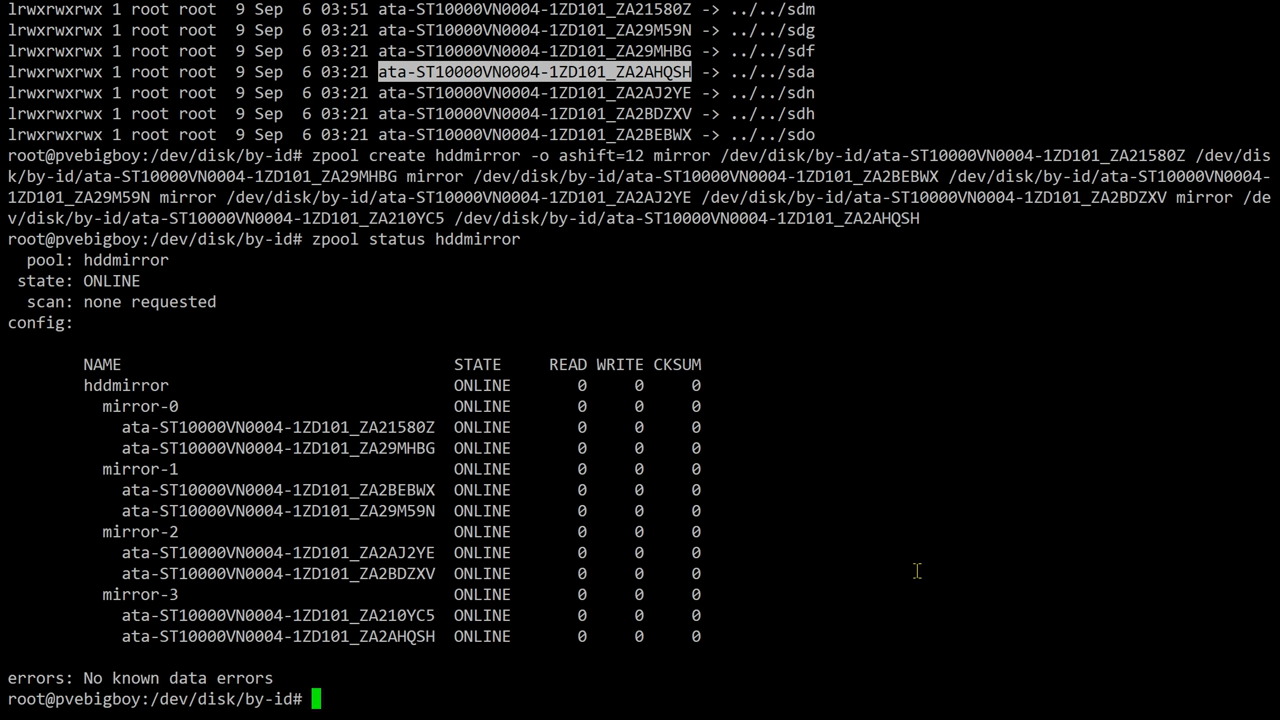 lrwxrwxrwx 1 root root  9 Sep  6 03:51 ata-ST10000VN0004-1ZD101_ZA21580Z -> ../../sdm
lrwxrwxrwx 1 root root  9 Sep  6 03:21 ata-ST10000VN0004-1ZD101_ZA29M59N -> ../../sdg
lrwxrwxrwx 1 root root  9 Sep  6 03:21 ata-ST10000VN0004-1ZD101_ZA29MHBG -> ../../sdf
lrwxrwxrwx 1 root root  9 Sep  6 03:21 ata-ST10000VN0004-1ZD101_ZA2AHQSH -> ../../sda
lrwxrwxrwx 1 root root  9 Sep  6 03:21 ata-ST10000VN0004-1ZD101_ZA2AJ2YE -> ../../sdn
lrwxrwxrwx 1 root root  9 Sep  6 03:21 ata-ST10000VN0004-1ZD101_ZA2BDZXV -> ../../sdh
lrwxrwxrwx 1 root root  9 Sep  6 03:21 ata-ST10000VN0004-1ZD101_ZA2BEBWX -> ../../sdo
root@pvebigboy:/dev/disk/by-id# zpool create hddmirror -o ashift=12 mirror /dev/disk/by-id/ata-ST10000VN0004-1ZD101_ZA21580Z /dev/dis
k/by-id/ata-ST10000VN0004-1ZD101_ZA29MHBG mirror /dev/disk/by-id/ata-ST10000VN0004-1ZD101_ZA2BEBWX /dev/disk/by-id/ata-ST10000VN0004-
1ZD101_ZA29M59N mirror /dev/disk/by-id/ata-ST10000VN0004-1ZD101_ZA2AJ2YE /dev/disk/by-id/ata-ST10000VN0004-1ZD101_ZA2BDZXV mirror /de
v/disk/by-id/ata-ST10000VN0004-1ZD101_ZA210YC5 /dev/disk/by-id/ata-ST10000VN0004-1ZD101_ZA2AHQSH
root@pvebigboy:/dev/disk/by-id# zpool status hddmirror
  pool: hddmirror
 state: ONLINE
  scan: none requested
config:
        NAME                                   STATE     READ WRITE CKSUM
        hddmirror                              ONLINE       0     0     0
          mirror-0                             ONLINE       0     0     0
            ata-ST10000VN0004-1ZD101_ZA21580Z  ONLINE       0     0     0
            ata-ST10000VN0004-1ZD101_ZA29MHBG  ONLINE       0     0     0
          mirror-1                             ONLINE       0     0     0
            ata-ST10000VN0004-1ZD101_ZA2BEBWX  ONLINE       0     0     0
            ata-ST10000VN0004-1ZD101_ZA29M59N  ONLINE       0     0     0
          mirror-2                             ONLINE       0     0     0
            ata-ST10000VN0004-1ZD101_ZA2AJ2YE  ONLINE       0     0     0
            ata-ST10000VN0004-1ZD101_ZA2BDZXV  ONLINE       0     0     0
          mirror-3                             ONLINE       0     0     0
            ata-ST10000VN0004-1ZD101_ZA210YC5  ONLINE       0     0     0
            ata-ST10000VN0004-1ZD101_ZA2AHQSH  ONLINE       0     0     0
errors: No known data errors
root@pvebigboy:/dev/disk/by-id#